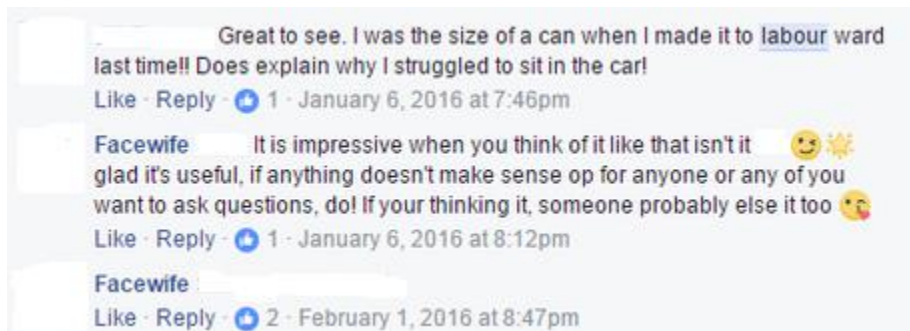 Great to see. I was the size of a can when I made it to labour ward
last time!! Does explain why I struggled to sit in the car!
Like · Reply · 1 · January 6, 2016 at 7:46pm
Facewife It is impressive when you think of it like that isn't it
glad it's useful, if anything doesn't make sense op for anyone or any of you
want to ask questions, do! If your thinking it, someone probably else it too
Like · Reply · 1 · January 6, 2016 at 8:12pm
Facewife
Like · Reply · 2 · February 1, 2016 at 8:47pm